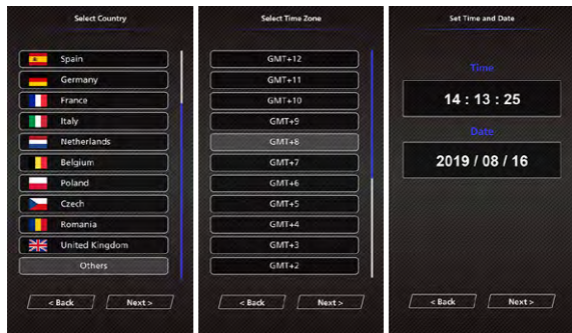 Select Country
Spain
Germany
France
Italy
Netherlands
Belgium
Poland
Czech
Romania
United Kingdom
Others
< Back
Next >
Select Time Zone
GMT+12
GMT+11
GMT+10
GMT+9
GMT+8
GMT+7
GMT+6
GMT+5
GMT+4
GMT+3
GMT+2
< Back
Next >
Set Time and Date
Time
14 : 13 : 25
Date
2019 / 08 / 16
< Back
Next >